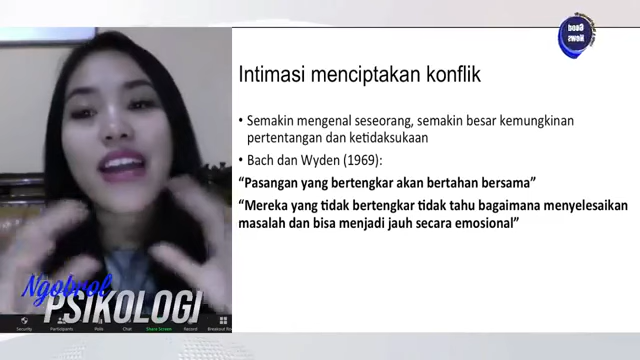 Good
News
Intimasi menciptakan konflik
• Semakin mengenal seseorang, semakin besar kemungkinan
pertentangan dan ketidaksukaan
• Bach dan Wyden (1969):
“Pasangan yang bertengkar akan bertahan bersama”
“Mereka yang tidak bertengkar tidak tahu bagaimana menyelesaikan
masalah dan bisa menjadi jauh secara emosional”
Ngobrol
PSIKOLOGI
Security Participants Polls Chat Share Screen Record